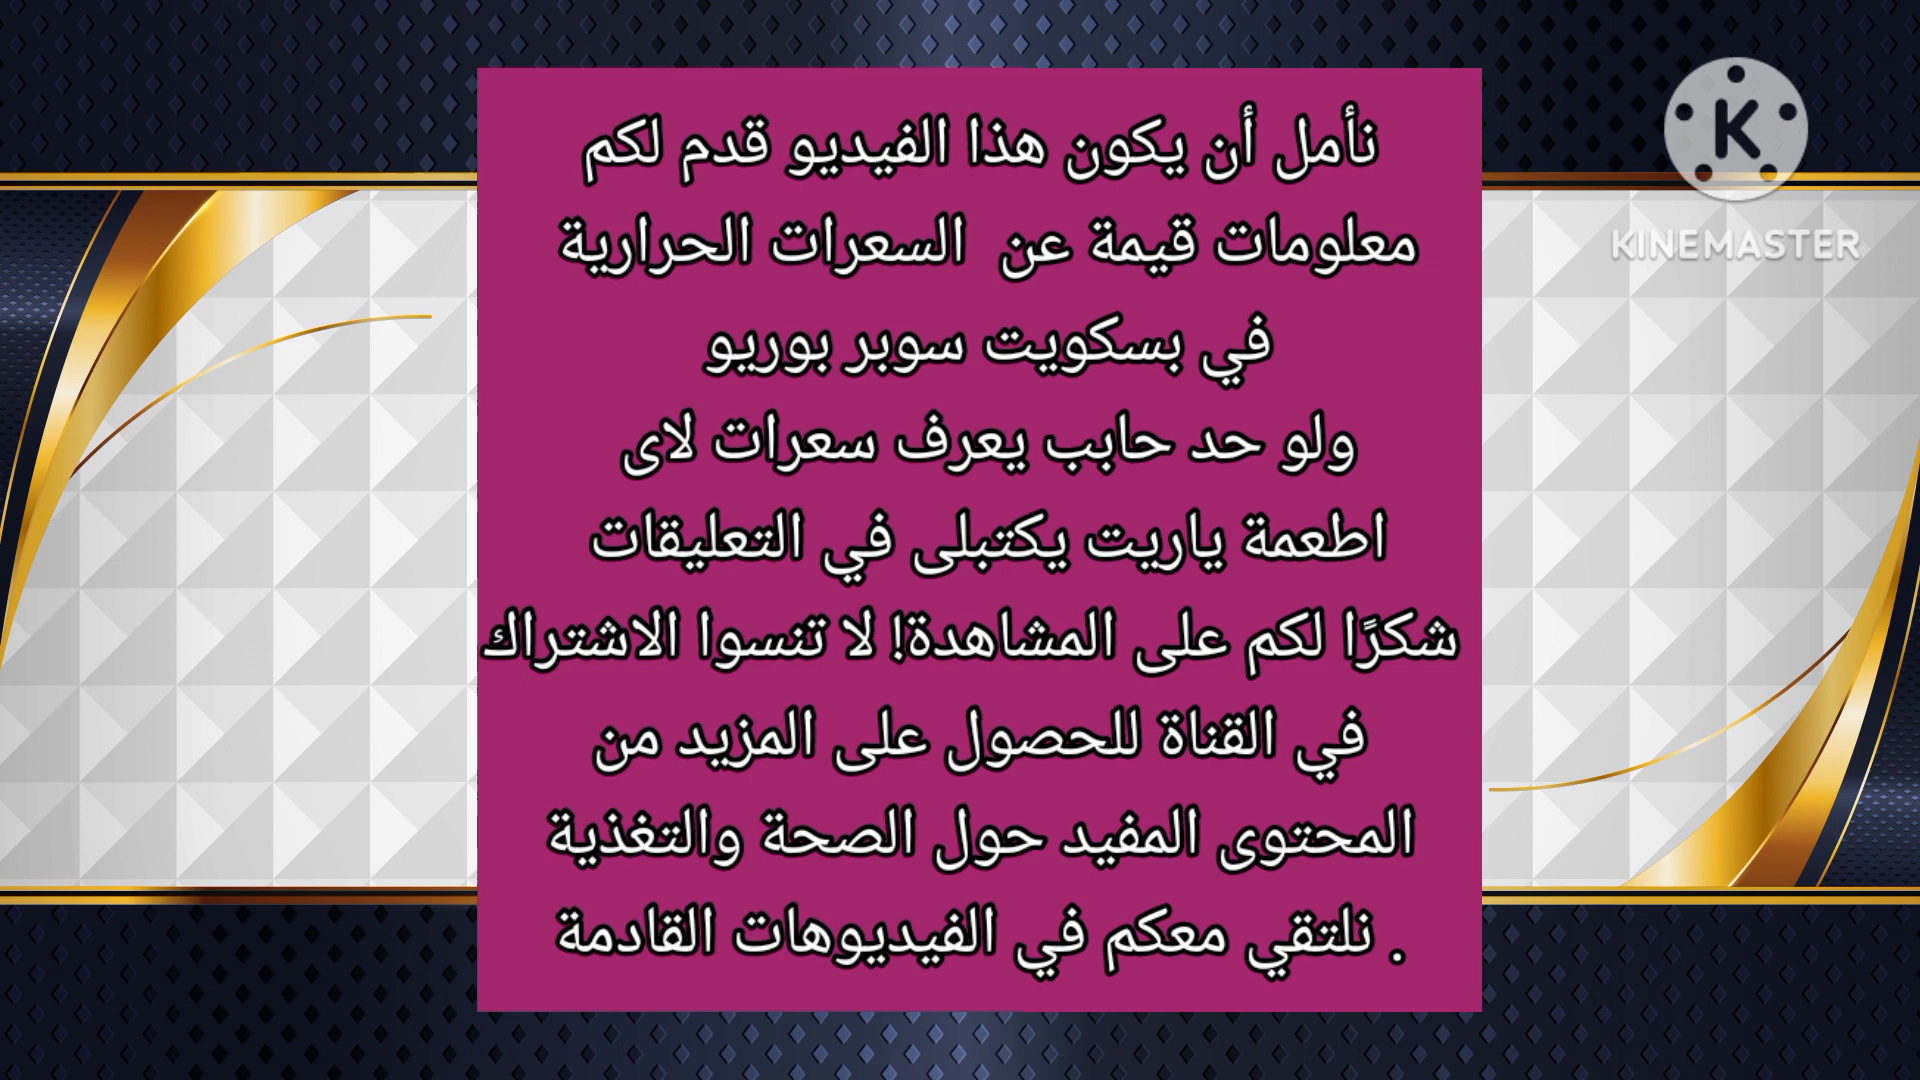 نأمل أن يكون هذا الفيديو قدم لكم
معلومات قيمة عن السعرات الحرارية
في بسكويت سوبر بوريو
ولو حد حابب يعرف سعرات لاى
اطعمة ياريت يكتبلى في التعليقات
شكرًا لكم على المشاهدة! لا تنسوا الاشتراك
في القناة للحصول على المزيد من
المحتوى المفيد حول الصحة والتغذية
. نلتقي معكم في الفيديوهات القادمة
K
KINEMASTER